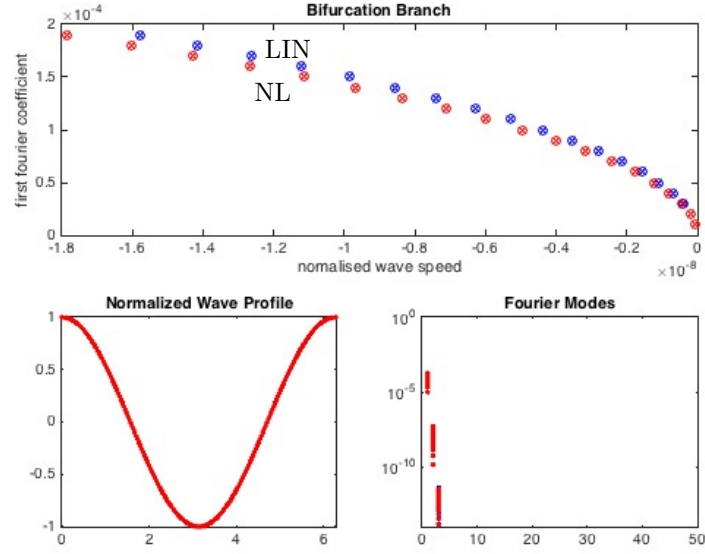 Bifurcation Branch
×10^-4
2
1.5
1
0.5
0
first fourier coefficient
LIN
NL
-1.8 -1.6 -1.4 -1.2 -1 -0.8 -0.6 -0.4 -0.2 0
nomalised wave speed
×10^-8
Normalized Wave Profile
1
0.5
0
-0.5
-1
0 2 4 6
Fourier Modes
10^0
10^-5
10^-10
0 10 20 30 40 50